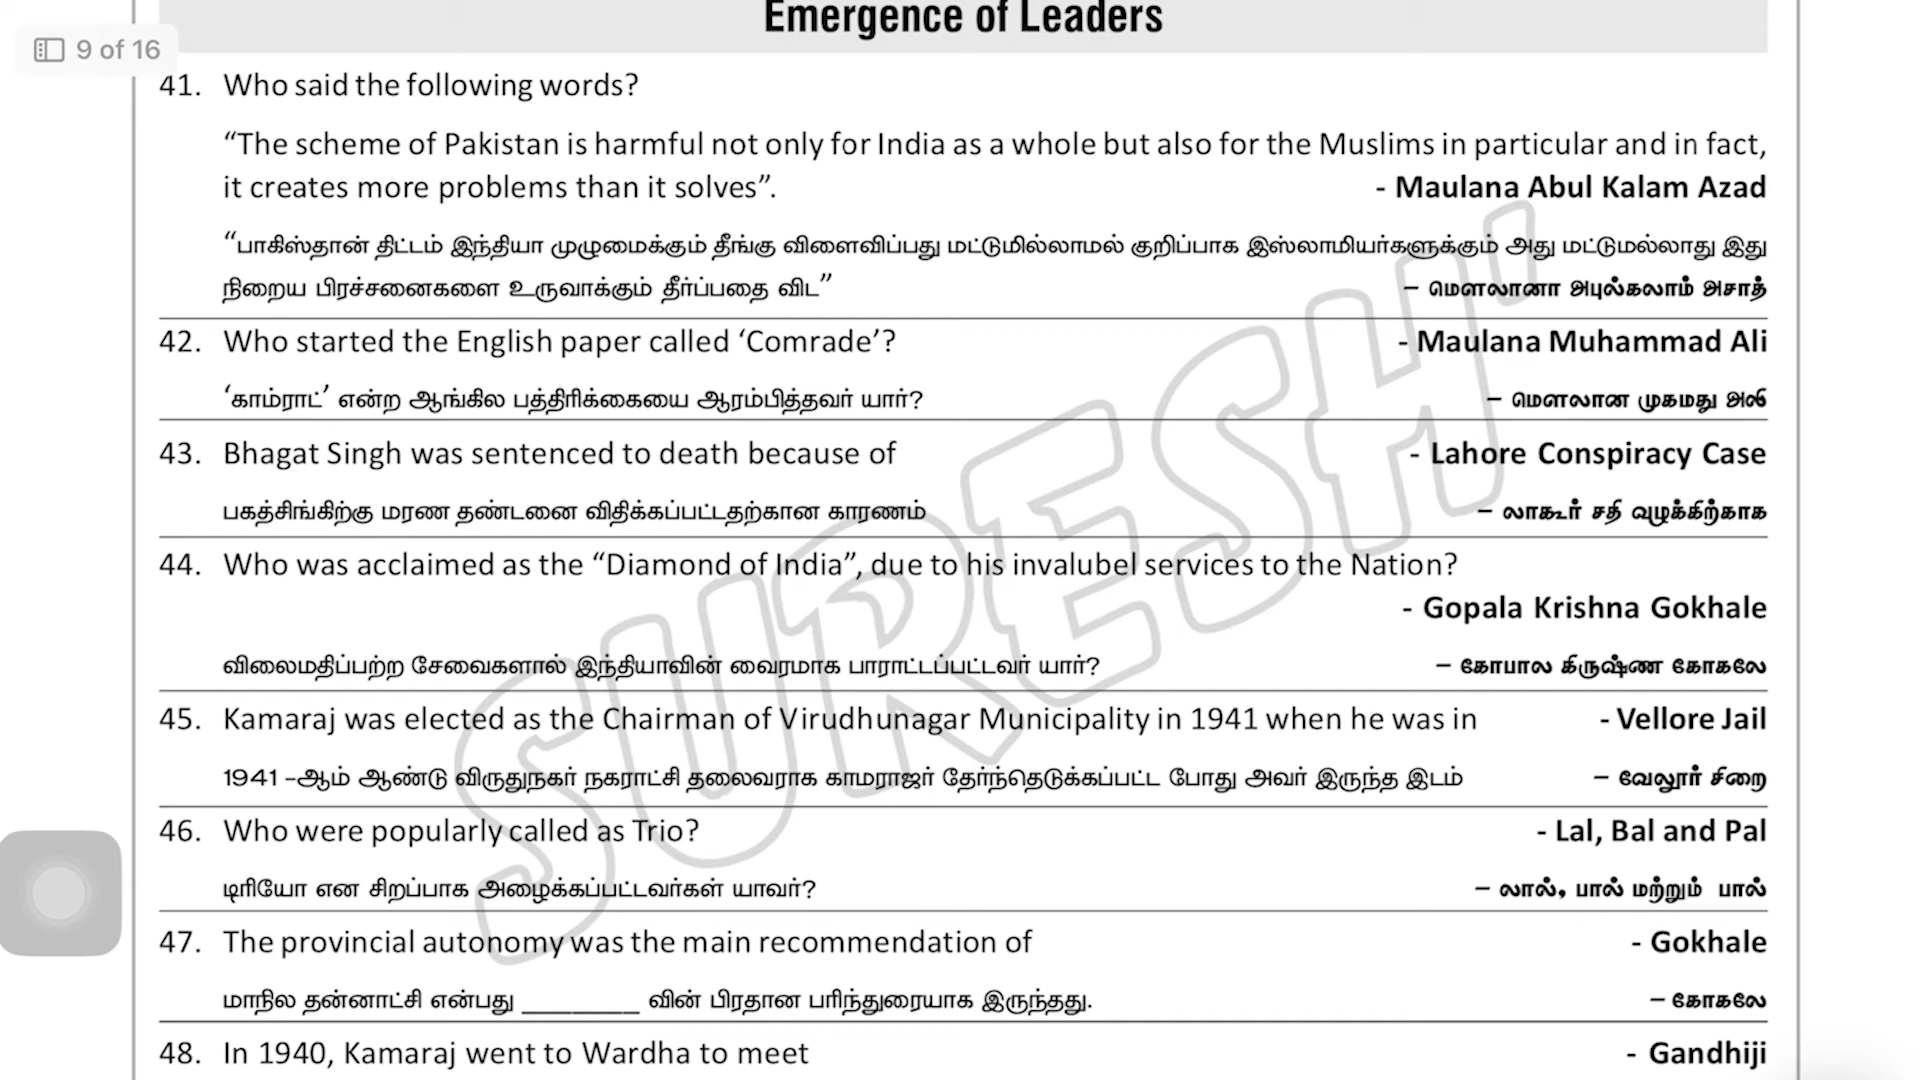 Emergence of Leaders
9 of 16
41. Who said the following words?
“The scheme of Pakistan is harmful not only for India as a whole but also for the Muslims in particular and in fact,
it creates more problems than it solves”. - Maulana Abul Kalam Azad
“பாகிஸ்தான் திட்டம் இந்தியா முழுமைக்கும் தீங்கு விளைவிப்பது மட்டுமில்லாமல் குறிப்பாக இஸ்லாமியர்களுக்கும் அது மட்டுமல்லாது இது
நிறைய பிரச்சனைகளை உருவாக்கும் தீர்ப்பதை விட” – மௌலானா அபுல்கலாம் அசாத்
42. Who started the English paper called ‘Comrade’? - Maulana Muhammad Ali
‘காம்ராட்’ என்ற ஆங்கில பத்திரிக்கையை ஆரம்பித்தவர் யார்? – மௌலான முகமது அலி
43. Bhagat Singh was sentenced to death because of - Lahore Conspiracy Case
பகத்சிங்கிற்கு மரண தண்டனை விதிக்கப்பட்டதற்கான காரணம் – லாகூர் சதி வழக்கிற்காக
44. Who was acclaimed as the “Diamond of India”, due to his invalubel services to the Nation?
- Gopala Krishna Gokhale
விலைமதிப்பற்ற சேவைகளால் இந்தியாவின் வைரமாக பாராட்டப்பட்டவர் யார்? – கோபால கிருஷ்ண கோகலே
45. Kamaraj was elected as the Chairman of Virudhunagar Municipality in 1941 when he was in - Vellore Jail
1941 –ஆம் ஆண்டு விருதுநகர் நகராட்சி தலைவராக காமராஜர் தேர்ந்தெடுக்கப்பட்ட போது அவர் இருந்த இடம் – வேலூர் சிறை
46. Who were popularly called as Trio? - Lal, Bal and Pal
டிரியோ என சிறப்பாக அழைக்கப்பட்டவர்கள் யாவர்? – லால், பால் மற்றும் பால்
47. The provincial autonomy was the main recommendation of - Gokhale
மாநில தன்னாட்சி என்பது ________ வின் பிரதான பரிந்துரையாக இருந்தது. – கோகலே
48. In 1940, Kamaraj went to Wardha to meet - Gandhiji
SURESH'